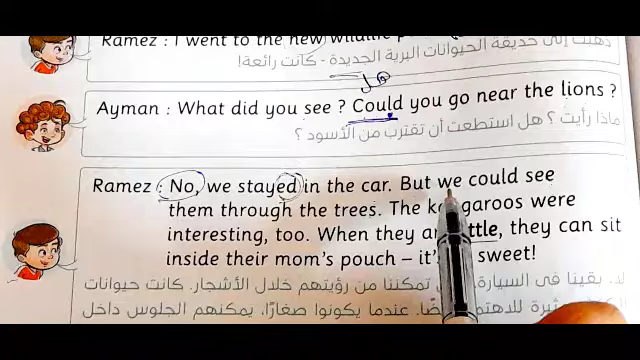 Ramez : I went to the new wildlife
ذهبت إلى حديقة الحيوانات البرية الجديدة - كانت رائعة!
هل
Ayman : What did you see ? Could you go near the lions ?
ماذا رأيت ؟ هل استطعت أن تقترب من الأسود ؟
Ramez : No, we stayed in the car. But we could see
them through the trees. The garoos were
interesting, too. When they ttle, they can sit
inside their mom's pouch – it' sweet!
لا. بقينا في السيارة. تمكننا من رؤيتهم خلال الأشجار. كانت حيوانات
مثيرة للاهتم عندما يكونوا صغارًا، يمكنهم الجلوس داخل